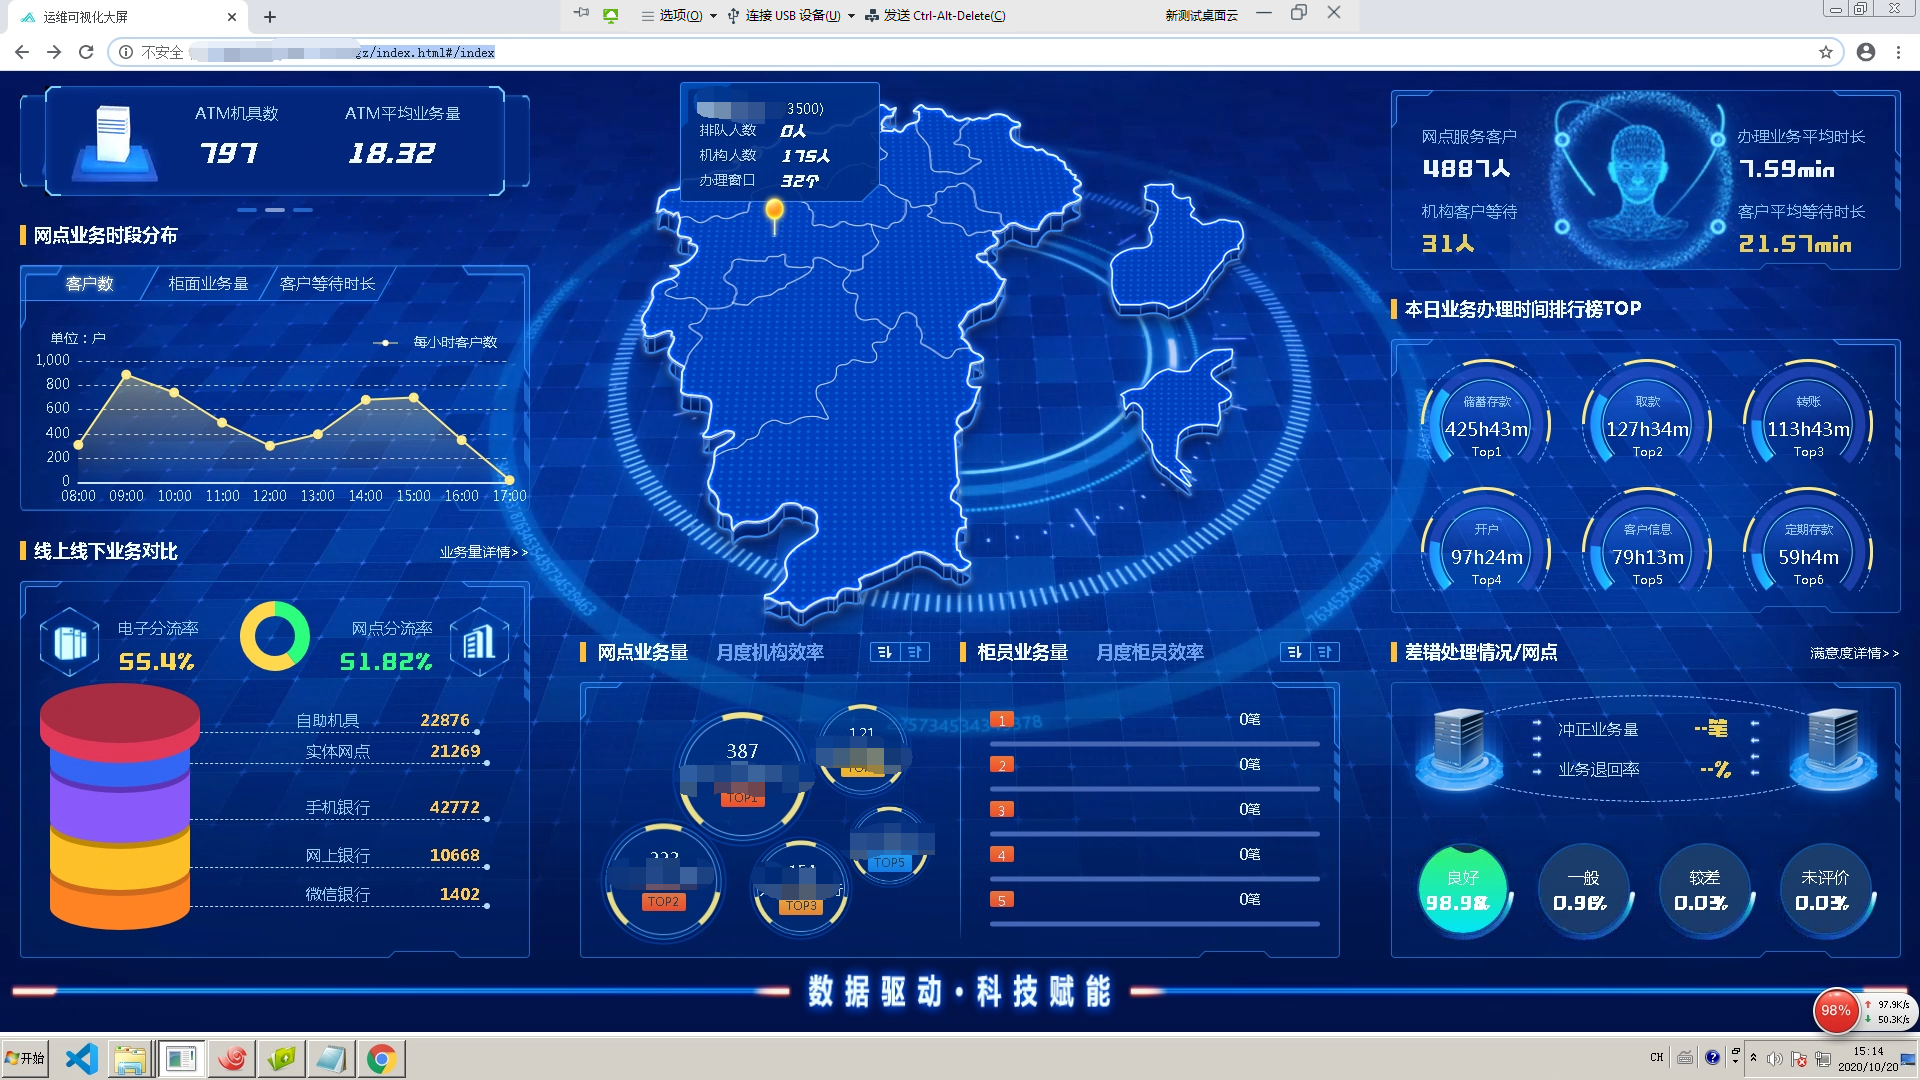 运维可视化大屏
选项(O)
连接 USB 设备(U)
发送 Ctrl-Alt-Delete(C)
新测试桌面云
不安全
gz/index.html#/index
ATM机具数
797
ATM平均业务量
18.32
3500)
排队人数 0人
机构人数 175人
办理窗口 32个
网点服务客户
4887人
机构客户等待
31人
办理业务平均时长
7.59min
客户平均等待时长
21.57min
网点业务时段分布
客户数
柜面业务量
客户等待时长
单位：户
每小时客户数
1,000
800
600
400
200
0
08:00 09:00 10:00 11:00 12:00 13:00 14:00 15:00 16:00 17:00
本日业务办理时间排行榜TOP
储蓄存款
425h43m
Top1
取款
127h34m
Top2
转账
113h43m
Top3
开户
97h24m
Top4
客户信息
79h13m
Top5
定期存款
59h4m
Top6
线上线下业务对比
业务量详情>>
电子分流率
55.4%
网点分流率
51.82%
自助机具 22876
实体网点 21269
手机银行 42772
网上银行 10668
微信银行 1402
网点业务量
月度机构效率
387
TOP1
121
TOP2
TOP3
TOP5
柜员业务量
月度柜员效率
1 0笔
2 0笔
3 0笔
4 0笔
5 0笔
差错处理情况/网点
满意度详情>>
冲正业务量 --笔
业务退回率 --%
良好
98.98%
一般
0.96%
较差
0.03%
未评价
0.03%
数据驱动·科技赋能
98%
97.9K/s
50.3K/s
开始
CH
15:14
2020/10/20